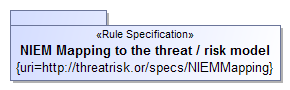 «Rule Specification»
NIEM Mapping to the threat / risk model
{uri=http://threatrisk.or/specs/NIEMMapping}